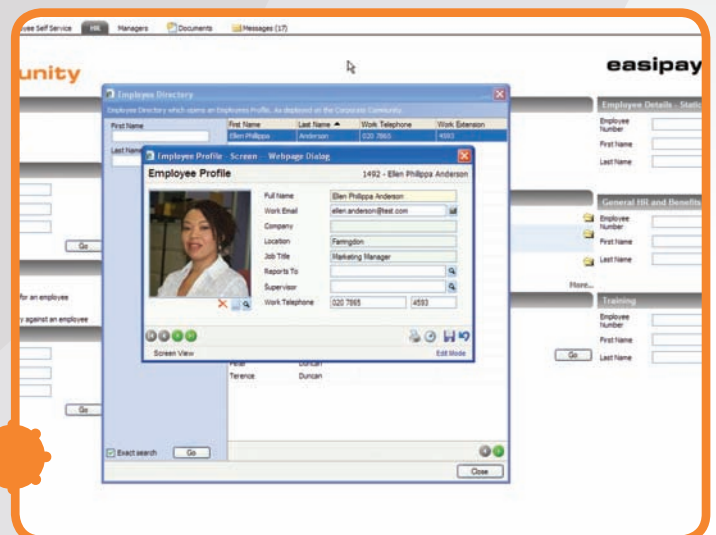 yee Self Service HR Managers Documents Messages (17)
unity
easipay
Employee Directory
Employee Directory which opens an Employees Profile. As deployed on the Corporate Community.
First Name
Last Name
First Name Last Name Work Telephone Work Extension
Ellen Philippa Anderson 020 7865 4593
Employee Profile - Screen - Webpage Dialog
Employee Profile 1492 - Ellen Philippa Anderson
Full Name Ellen Philippa Anderson
Work Email ellen.anderson@test.com
Company
Location Farringdon
Job Title Marketing Manager
Reports To
Supervisor
Work Telephone 020 7865 4593
Screen View Edit Mode
Peter Duncan
Terence Duncan
Exact search Go
Close
Go
for an employee
y against an employee
Go
Employee Details - Static
Employee Number
First Name
Last Name
General HR and Benefits
Employee Number
First Name
Last Name
More...
Training
Employee Number
First Name
Go Last Name